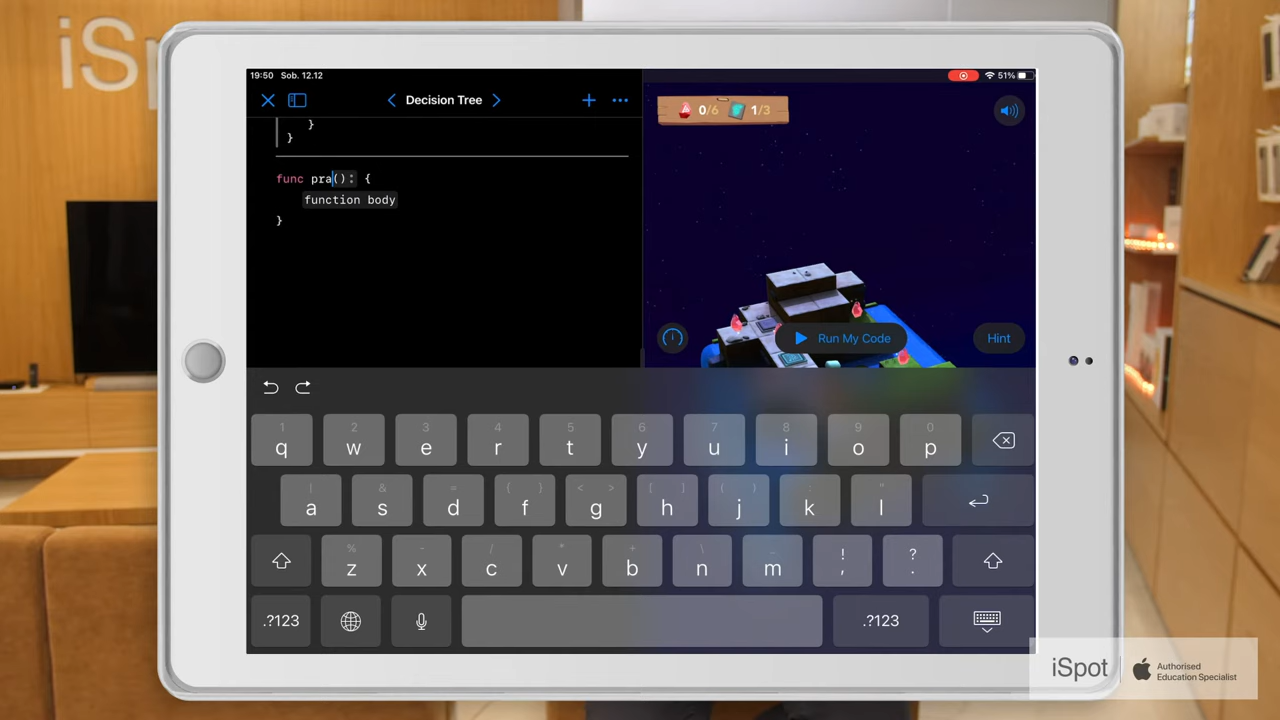 iSp
19:50 Sob. 12.12
51%
Decision Tree
}
}
func pra(): {
function body
}
0/6 1/3
Run My Code
Hint
1 2 3 4 5 6 7 8 9 0
q w e r t y u i o p
| & = { } < > [ ] ( ) : "
a s d f g h j k l
% - / * + \ _ ! ?
z x c v b n m , .
.?123 .?123
iSpot
Authorised
Education Specialist